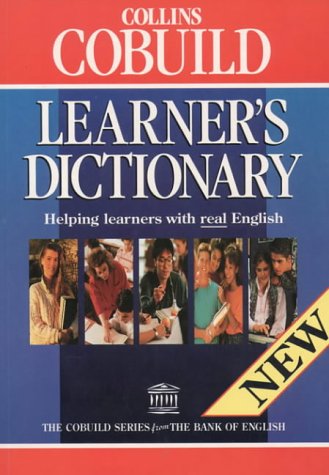 COLLINS
COBUILD
LEARNER'S
DICTIONARY
Helping learners with real English
NEW
THE COBUILD SERIES from THE BANK OF ENGLISH